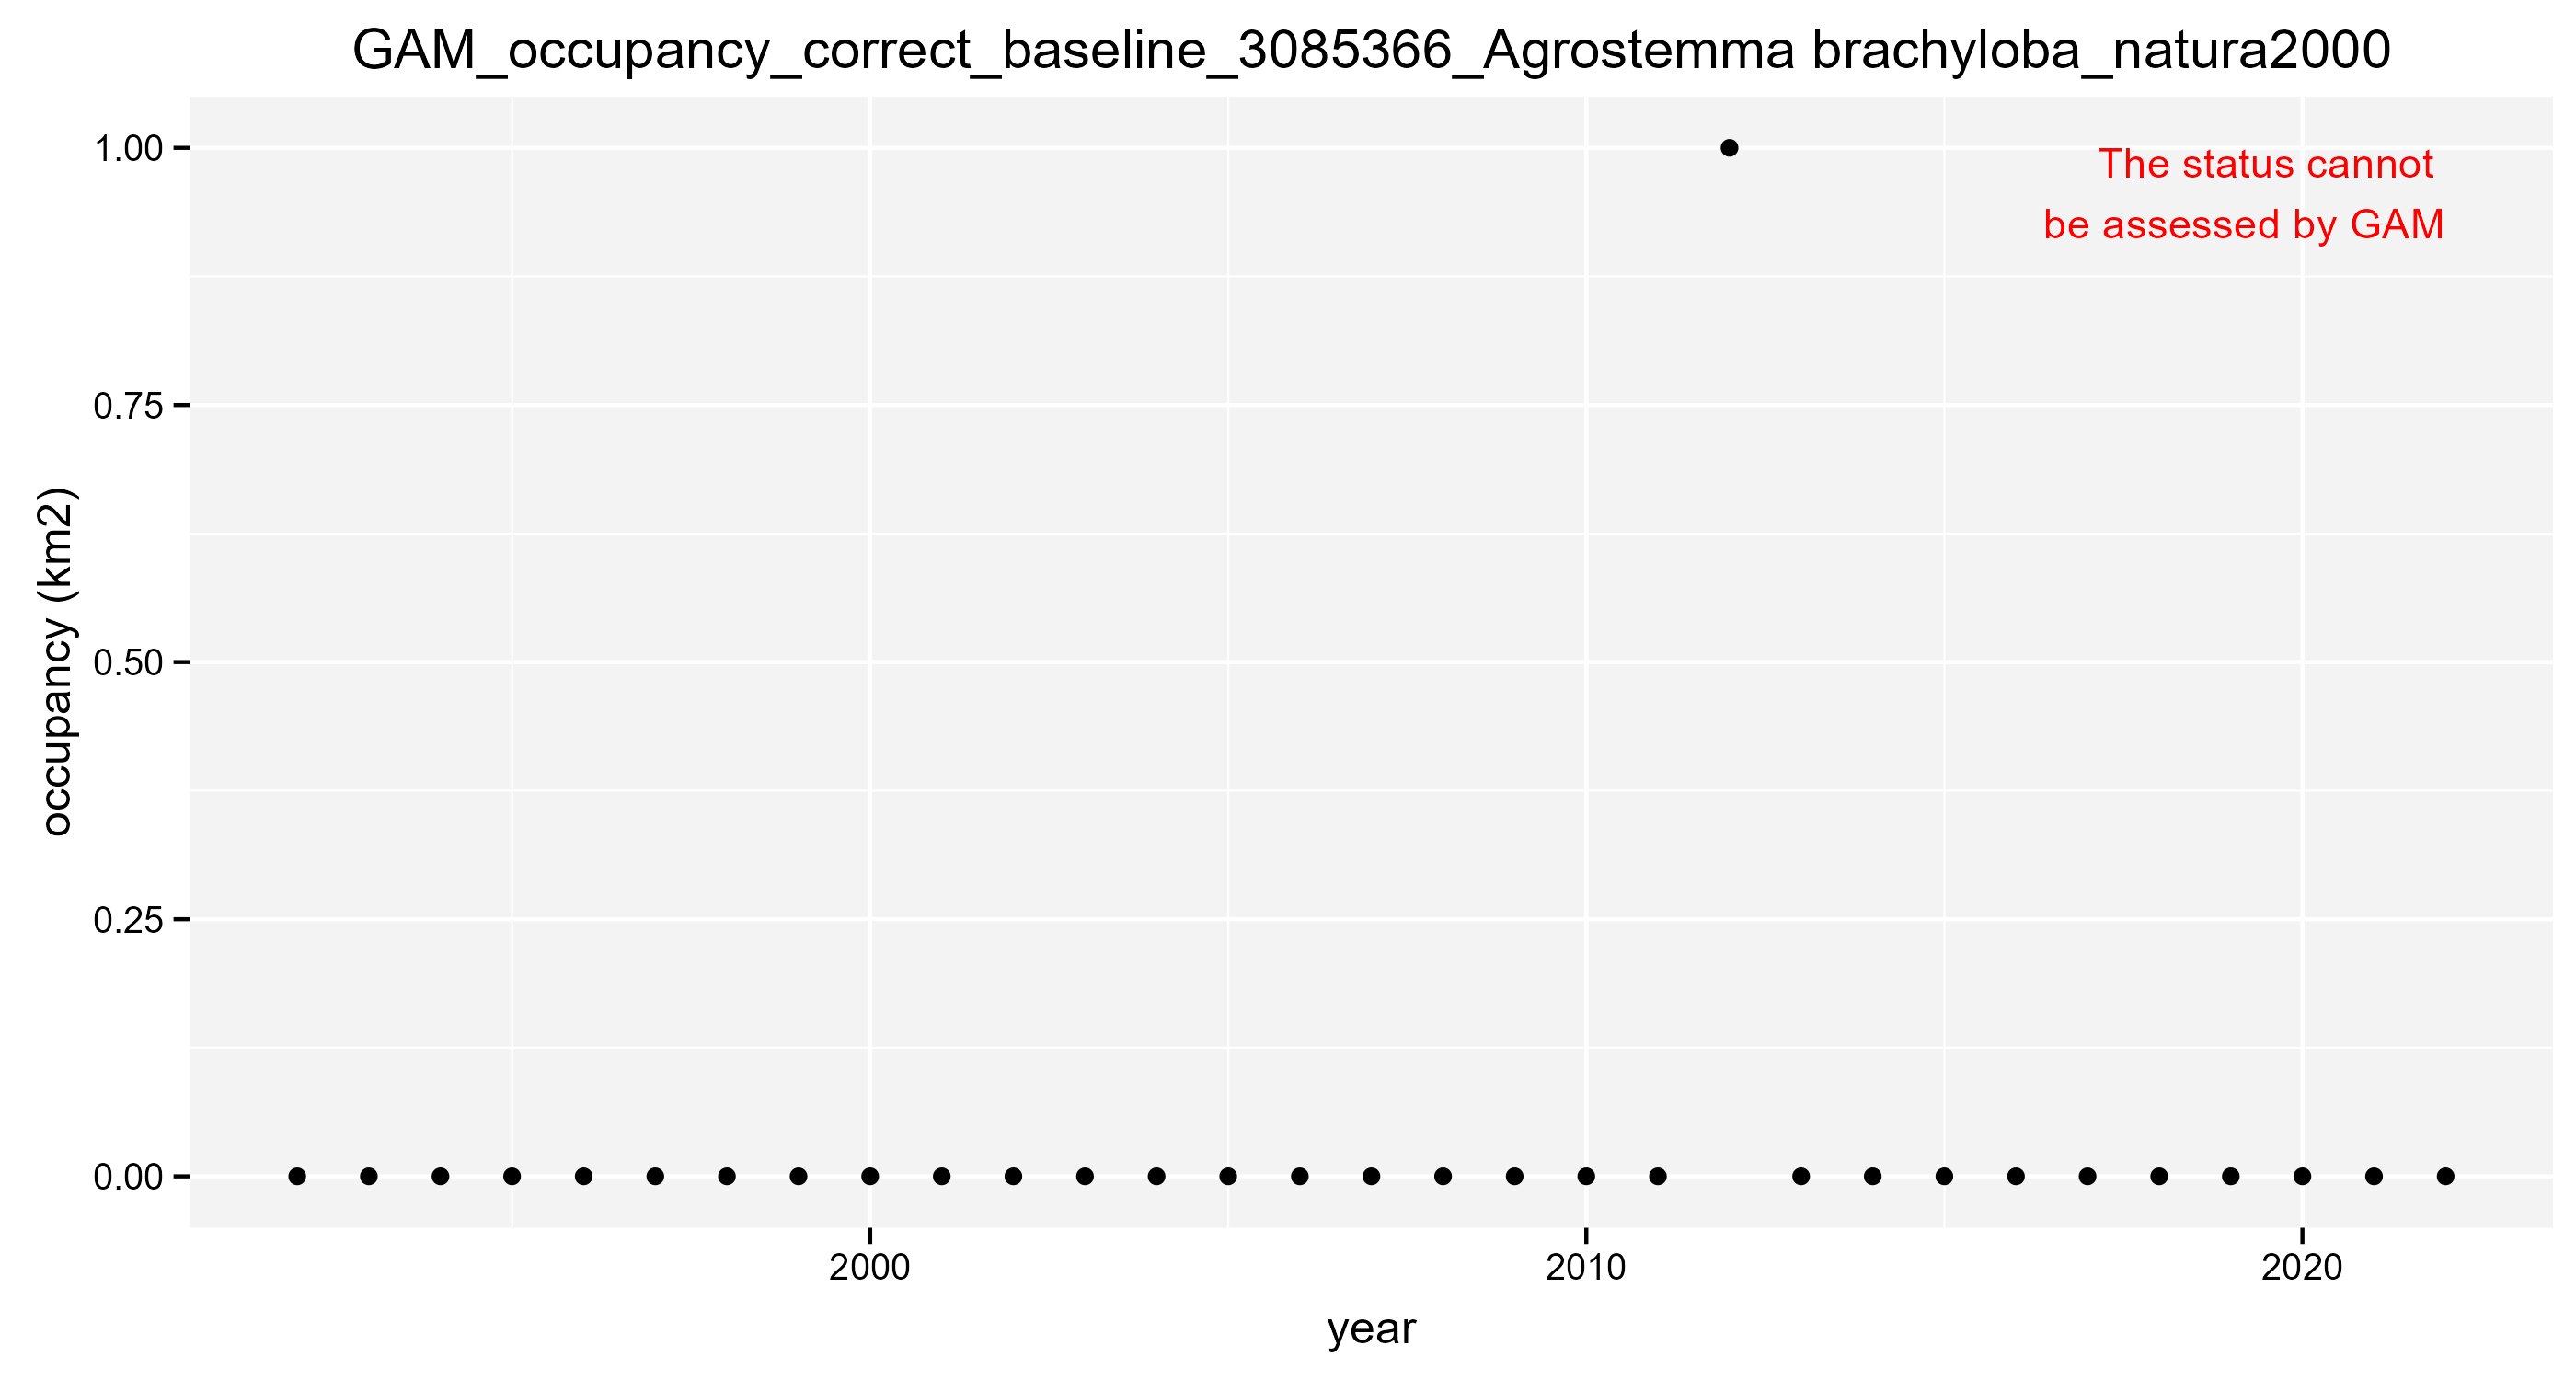 GAM_occupancy_correct_baseline_3085366_Agrostemma brachyloba_natura2000
The status cannot
be assessed by GAM
1.00
0.75
0.50
0.25
0.00
occupancy (km2)
2000
2010
2020
year